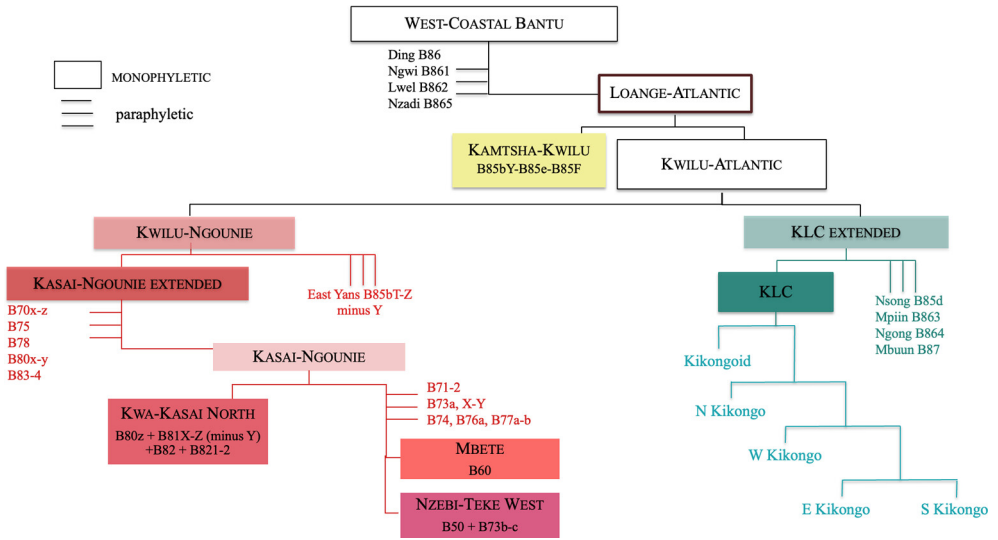 WEST-COASTAL BANTU
Ding B86
Ngwi B861
Lwel B862
Nzadi B865
MONOPHYLETIC
paraphyletic
LOANGE-ATLANTIC
KAMTSHA-KWILU
B85bY-B85e-B85F
KWILU-ATLANTIC
KWILU-NGOUNIE
KLC EXTENDED
KASAI-NGOUNIE EXTENDED
East Yans B85bT-Z
minus Y
KLC
Nsong B85d
Mpiin B863
Ngong B864
Mbuun B87
B70x-z
B75
B78
B80x-y
B83-4
KASAI-NGOUNIE
Kikongoid
N Kikongo
W Kikongo
E Kikongo
S Kikongo
KWA-KASAI NORTH
B80z + B81X-Z (minus Y)
+B82 + B821-2
B71-2
B73a, X-Y
B74, B76a, B77a-b
MBETE
B60
NZEBI-TEKE WEST
B50 + B73b-c